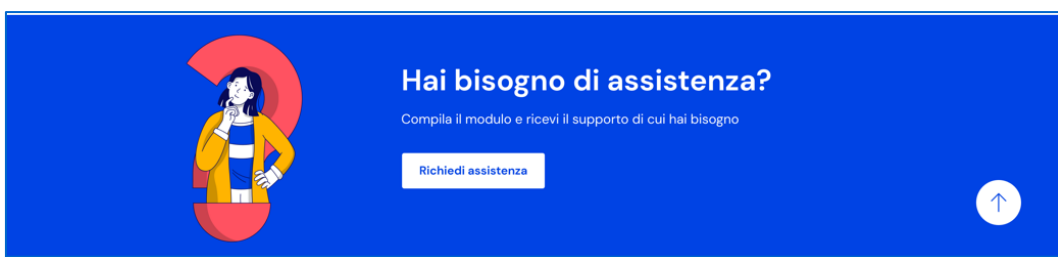 Hai bisogno di assistenza?
Compila il modulo e ricevi il supporto di cui hai bisogno
Richiedi assistenza